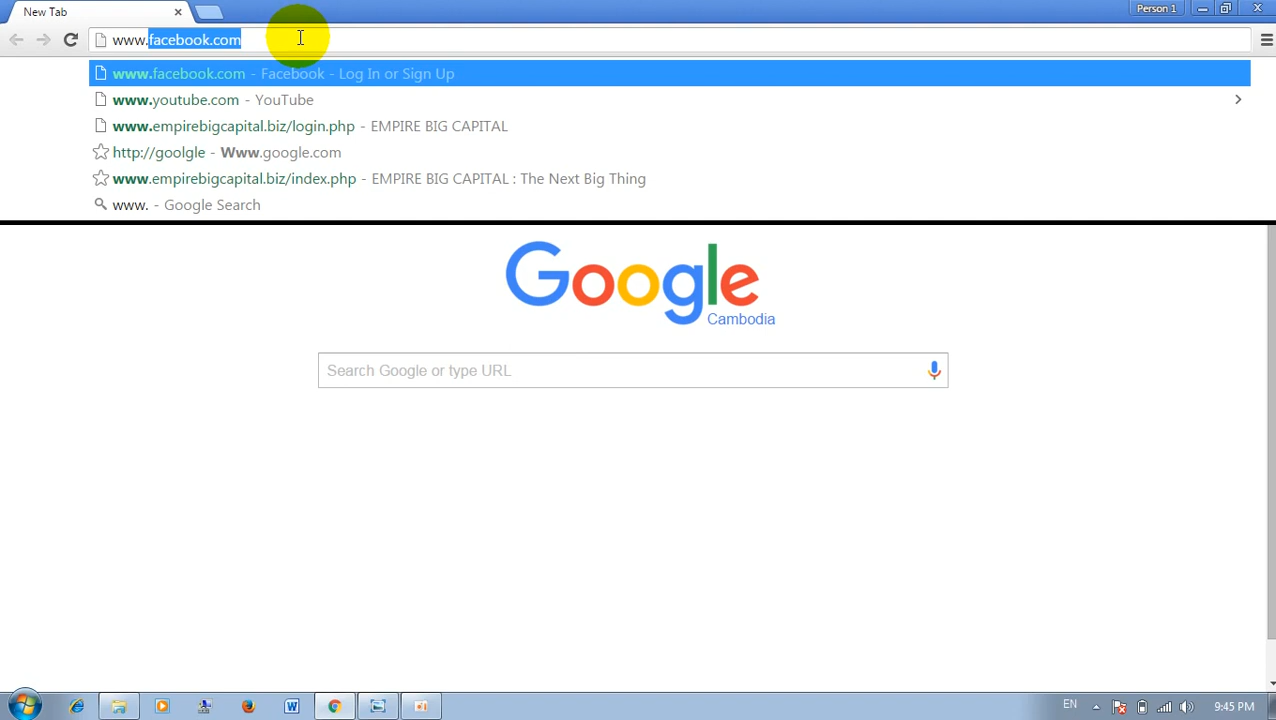 New Tab
Person 1
www.facebook.com
www.facebook.com - Facebook - Log In or Sign Up
www.youtube.com - YouTube
www.empirebigcapital.biz/login.php - EMPIRE BIG CAPITAL
http://goolgle - Www.google.com
www.empirebigcapital.biz/index.php - EMPIRE BIG CAPITAL : The Next Big Thing
www. - Google Search
Google
Cambodia
Search Google or type URL
EN
9:45 PM